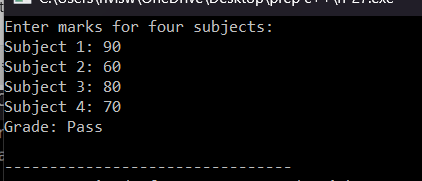 Enter marks for four subjects:
Subject 1: 90
Subject 2: 60
Subject 3: 80
Subject 4: 70
Grade: Pass
--------------------------------